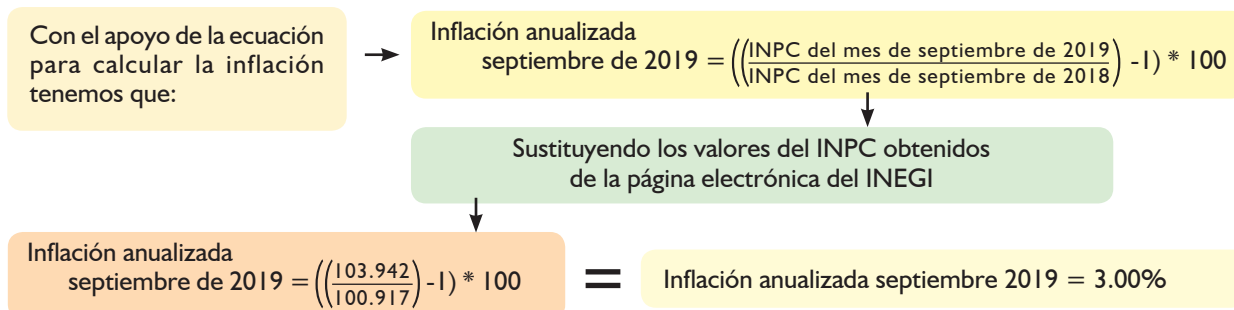 Con el apoyo de la ecuación
para calcular la inflación
tenemos que:
Inflación anualizada
septiembre de 2019 = ((INPC del mes de septiembre de 2019 / INPC del mes de septiembre de 2018) -1) * 100
Sustituyendo los valores del INPC obtenidos
de la página electrónica del INEGI
Inflación anualizada
septiembre de 2019 = ((103.942 / 100.917) -1) * 100
=
Inflación anualizada septiembre 2019 = 3.00%